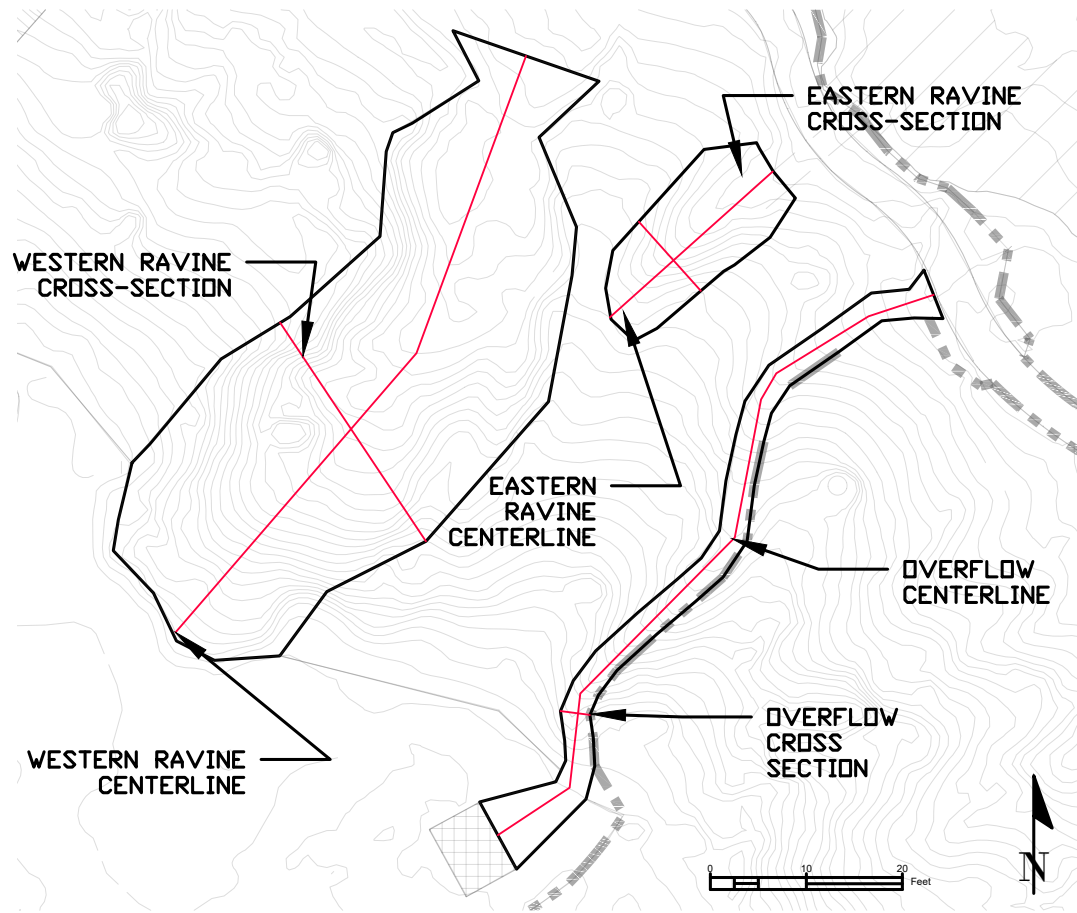 EASTERN RAVINE
CROSS-SECTION
WESTERN RAVINE
CROSS-SECTION
EASTERN
RAVINE
CENTERLINE
OVERFLOW
CENTERLINE
OVERFLOW
CROSS
SECTION
WESTERN RAVINE
CENTERLINE
N
0 10 20
Feet